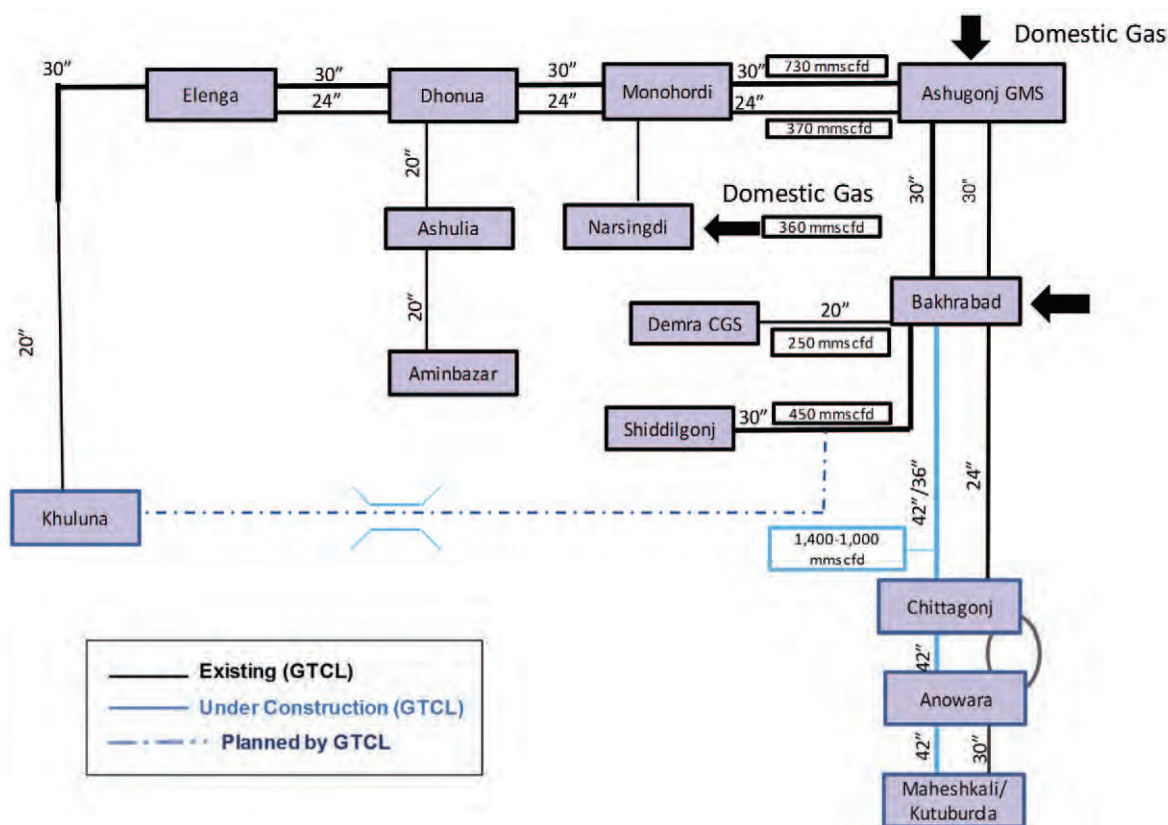 Domestic Gas
30”
Elenga
30”
24”
Dhonua
30”
24”
Monohordi
30”
24”
730 mmscfd
370 mmscfd
Ashugonj GMS
20”
Ashulia
20”
Aminbazar
Domestic Gas
Narsingdi
360 mmscfd
30”
30”
Bakhrabad
Demra CGS
20”
250 mmscfd
Shiddilgonj
30”
450 mmscfd
20”
Khuluna
42”/36”
24”
1,400-1,000
mmscfd
Chittagonj
42”
Anowara
42”
30”
Maheshkali/
Kutuburda
Existing (GTCL)
Under Construction (GTCL)
Planned by GTCL